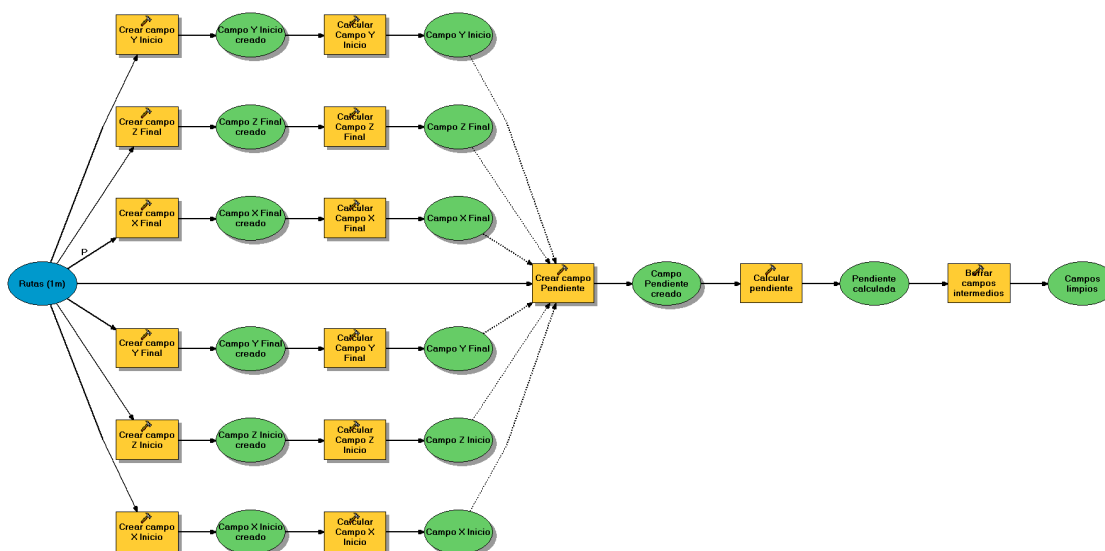 Crear campo
Y Inicio
Campo Y Inicio
creado
Calcular
Campo Y
Inicio
Campo Y Inicio
Crear campo
Z Final
Campo Z Final
creado
Calcular
Campo Z
Final
Campo Z Final
Crear campo
X Final
Campo X Final
creado
Calcular
Campo X
Final
Campo X Final
P
Rutas (1m)
Crear campo
Pendiente
Campo
Pendiente
creado
Calcular
pendiente
Pendiente
calculada
Borrar
campos
intermedios
Campos
limpios
Crear campo
Y Final
Campo Y Final
creado
Calcular
Campo Y
Final
Campo Y Final
Crear campo
Z Inicio
Campo Z Inicio
creado
Calcular
Campo Z
Inicio
Campo Z Inicio
Crear campo
X Inicio
Campo X Inicio
creado
Calcular
Campo X
Inicio
Campo X Inicio